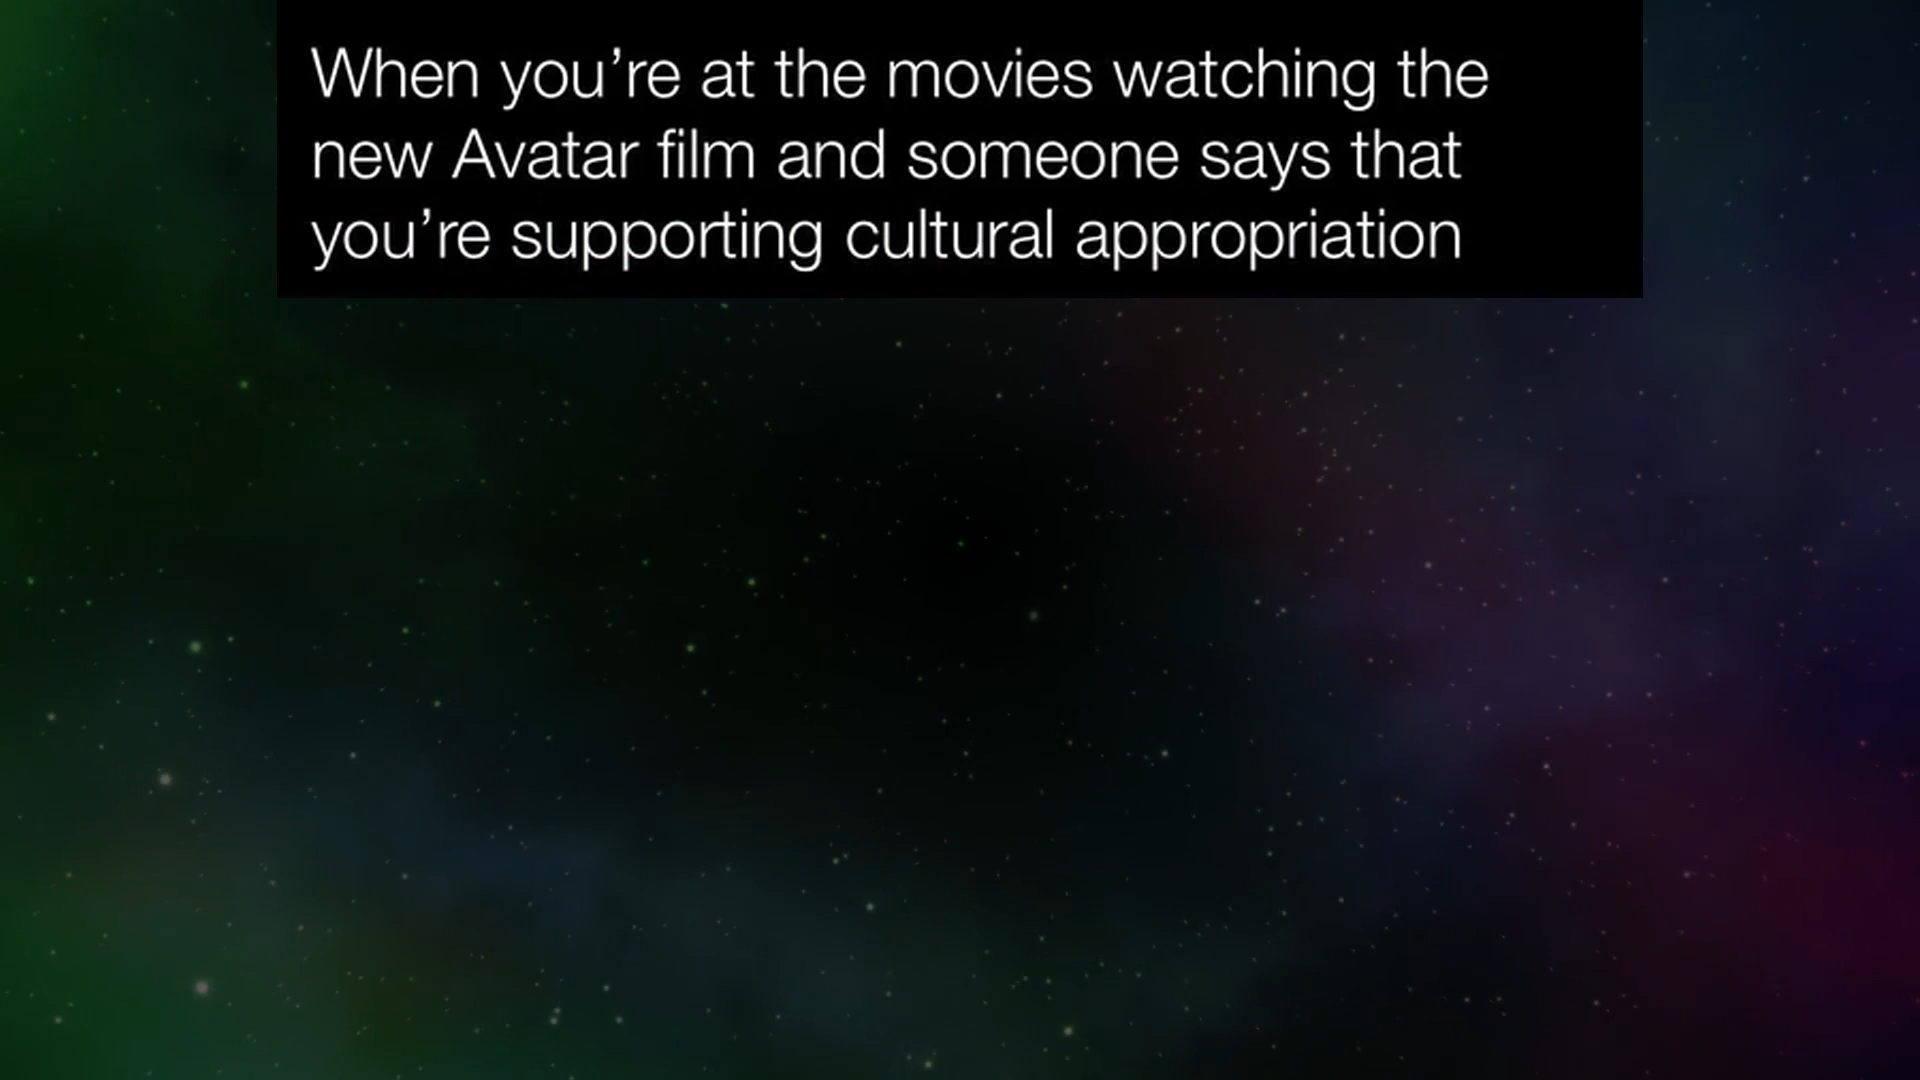 When you’re at the movies watching the
new Avatar film and someone says that
you’re supporting cultural appropriation